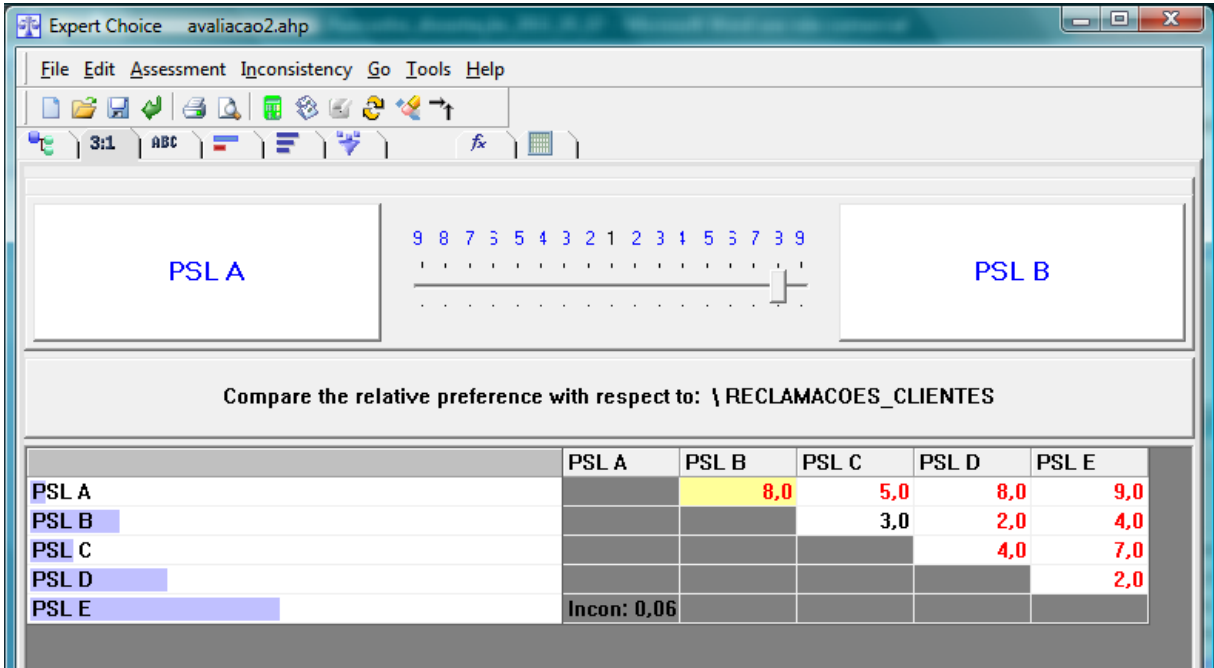 Expert Choice avaliacao2.ahp
File Edit Assessment Inconsistency Go Tools Help
3:1 ABC fx
9 8 7 6 5 4 3 2 1 2 3 4 5 6 7 8 9
PSL A
PSL B
Compare the relative preference with respect to: \ RECLAMACOES_CLIENTES
PSL A PSL B PSL C PSL D PSL E
PSL A 8,0 5,0 8,0 9,0
PSL B 3,0 2,0 4,0
PSL C 4,0 7,0
PSL D 2,0
PSL E Incon: 0,06